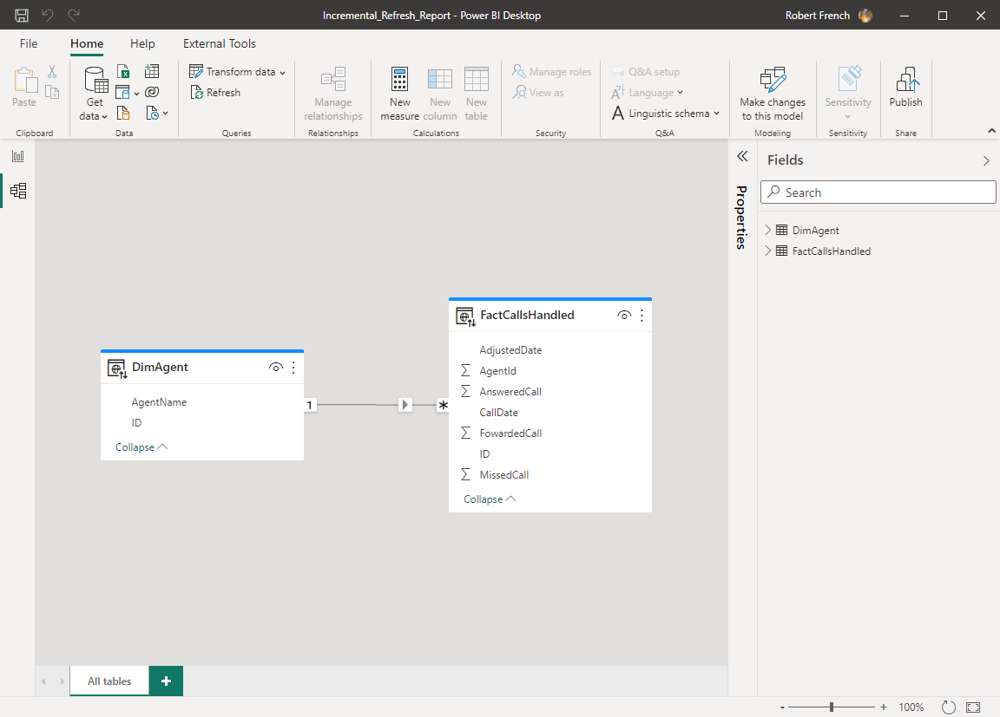 Incremental_Refresh_Report - Power BI Desktop
Robert French
File
Home
Help
External Tools
Paste
Clipboard
Get
data
Data
Transform data
Refresh
Queries
Manage
relationships
Relationships
New
measure
New
column
New
table
Calculations
Manage roles
View as
Security
Q&A setup
Language
Linguistic schema
Q&A
Make changes
to this model
Modeling
Sensitivity
Sensitivity
Publish
Share
Properties
Fields
Search
DimAgent
FactCallsHandled
DimAgent
AgentName
ID
Collapse
1
*
FactCallsHandled
AdjustedDate
∑ AgentId
∑ AnsweredCall
CallDate
∑ FowardedCall
ID
∑ MissedCall
Collapse
All tables
+
- + 100%